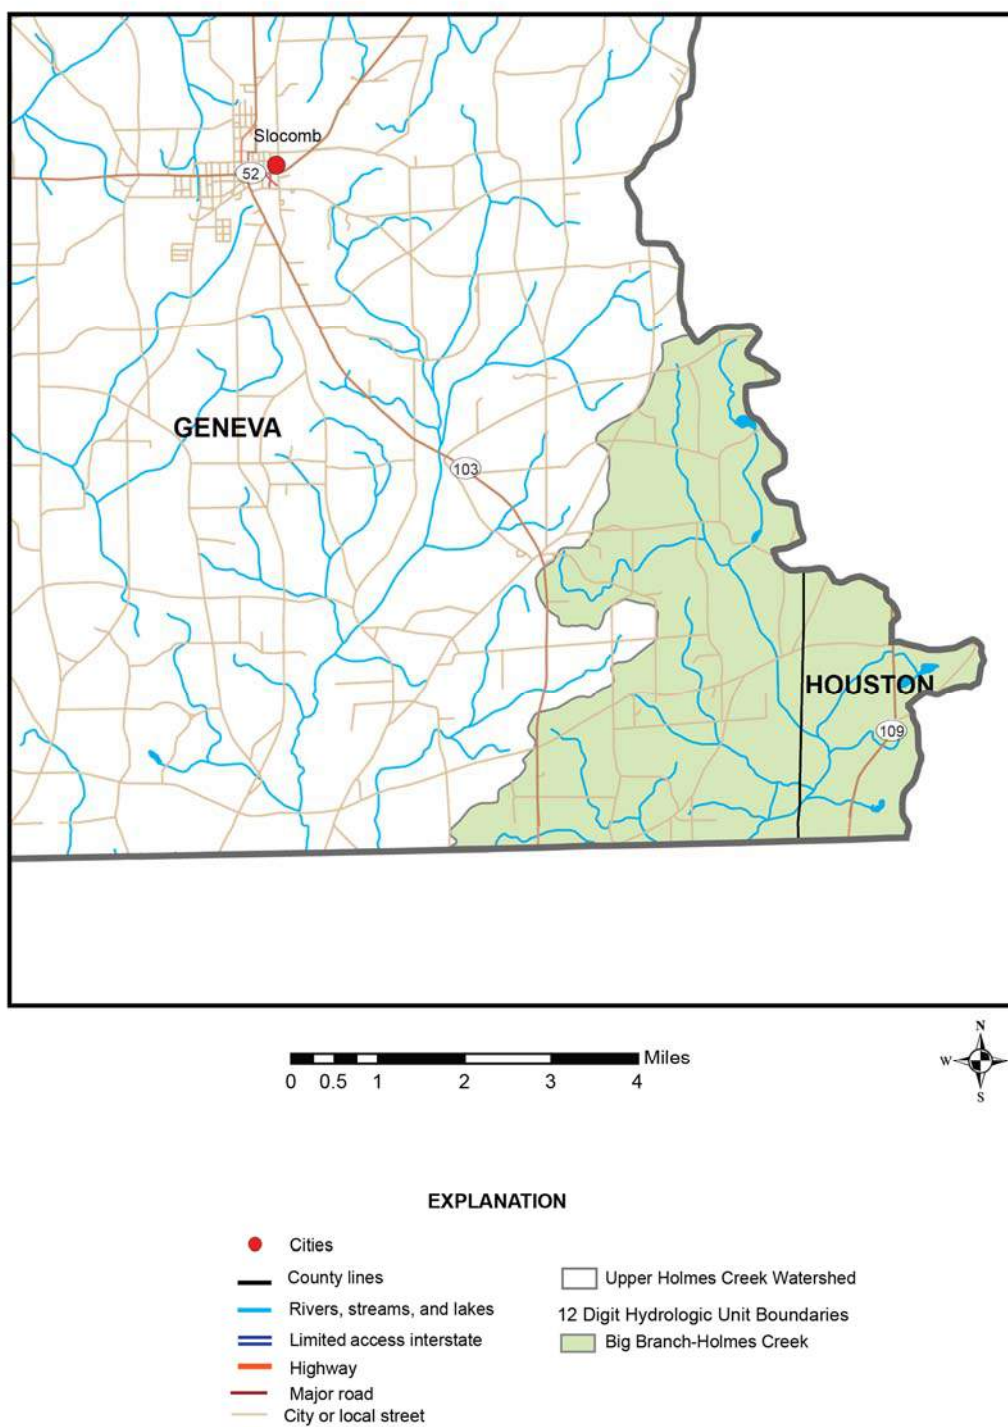 Slocomb
52
GENEVA
103
HOUSTON
109
Miles
0 0.5 1 2 3 4
N
W
S
EXPLANATION
Cities
County lines
Rivers, streams, and lakes
Limited access interstate
Highway
Major road
City or local street
Upper Holmes Creek Watershed
12 Digit Hydrologic Unit Boundaries
Big Branch-Holmes Creek